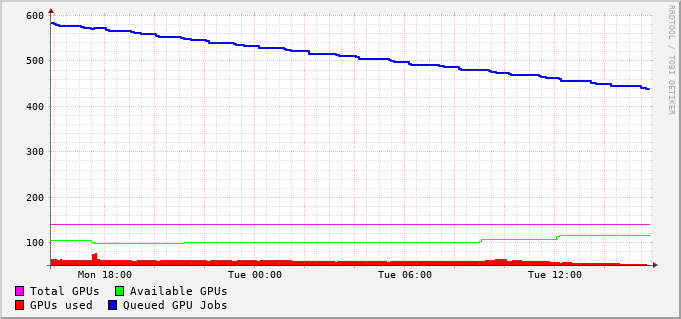 600
500
400
300
200
100
Mon 18:00 Tue 00:00 Tue 06:00 Tue 12:00
Total GPUs Available GPUs
GPUs used Queued GPU Jobs
RRDTOOL / TOBI OETIKER